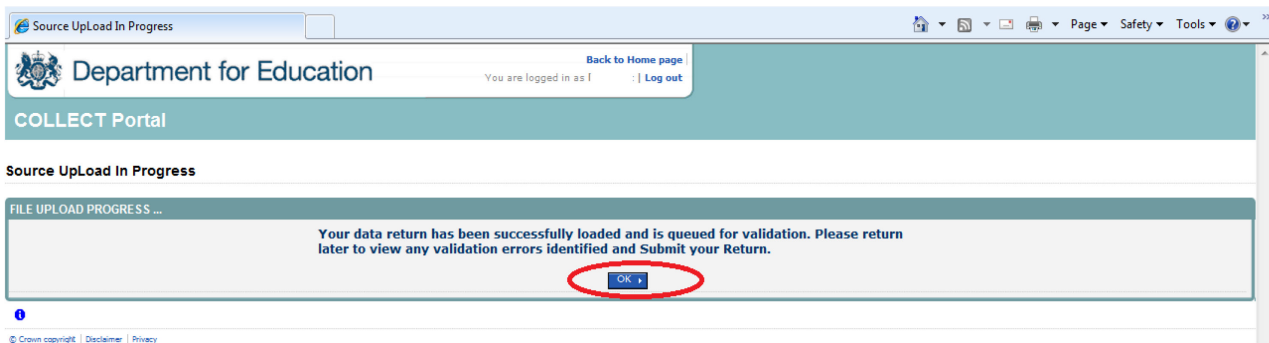 Source UpLoad In Progress
Page Safety Tools
Department for Education
Back to Home page
You are logged in as [ : | Log out
COLLECT Portal
Source UpLoad In Progress
FILE UPLOAD PROGRESS ...
Your data return has been successfully loaded and is queued for validation. Please return
later to view any validation errors identified and Submit your Return.
OK
© Crown copyright | Disclaimer | Privacy